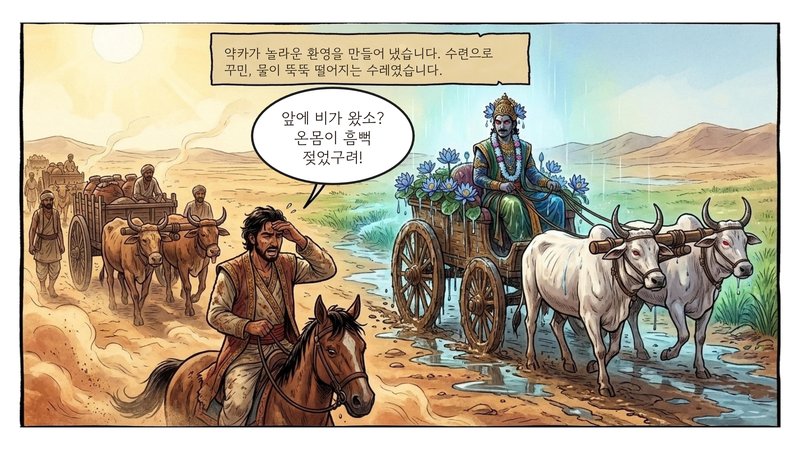 약카가 놀라운 환영을 만들어 냈습니다. 수련으로
꾸민, 물이 뚝뚝 떨어지는 수레였습니다.
앞에 비가 왔소?
온몸이 흠뻑
젖었구려!